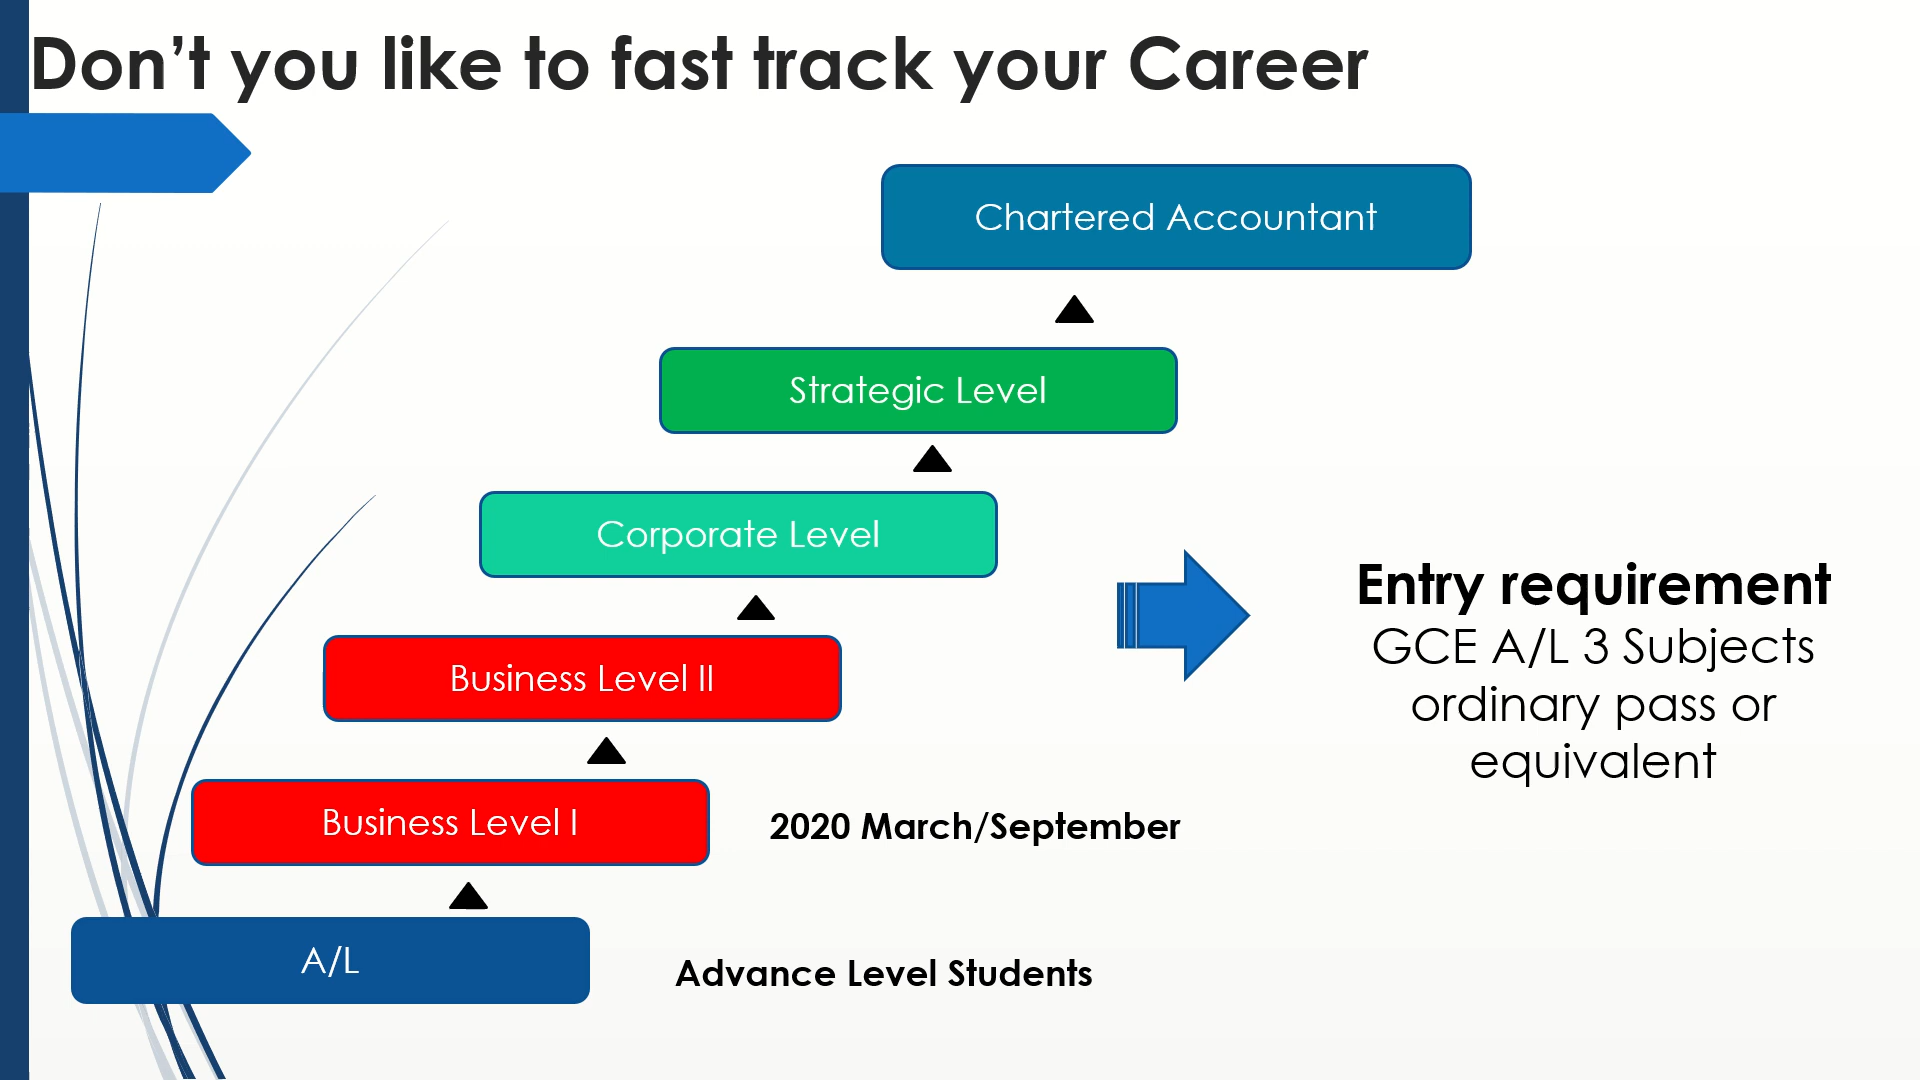 Don’t you like to fast track your Career
Chartered Accountant
Strategic Level
Corporate Level
Business Level II
Business Level I
2020 March/September
A/L
Advance Level Students
Entry requirement
GCE A/L 3 Subjects
ordinary pass or
equivalent